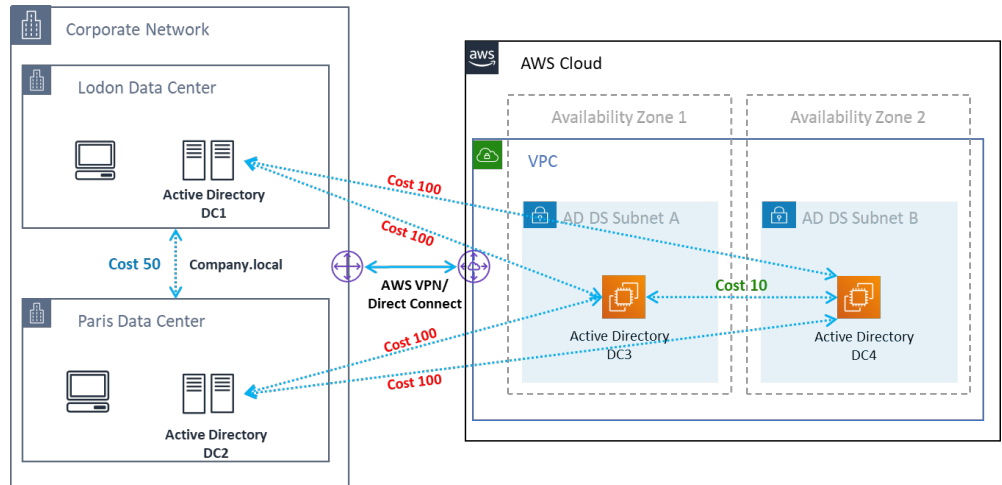 Corporate Network
Lodon Data Center
Active Directory
DC1
Cost 50
Company.local
Paris Data Center
Active Directory
DC2
AWS VPN/
Direct Connect
Cost 100
Cost 100
Cost 100
Cost 100
aws
AWS Cloud
Availability Zone 1
Availability Zone 2
VPC
AD DS Subnet A
AD DS Subnet B
Cost 10
Active Directory
DC3
Active Directory
DC4